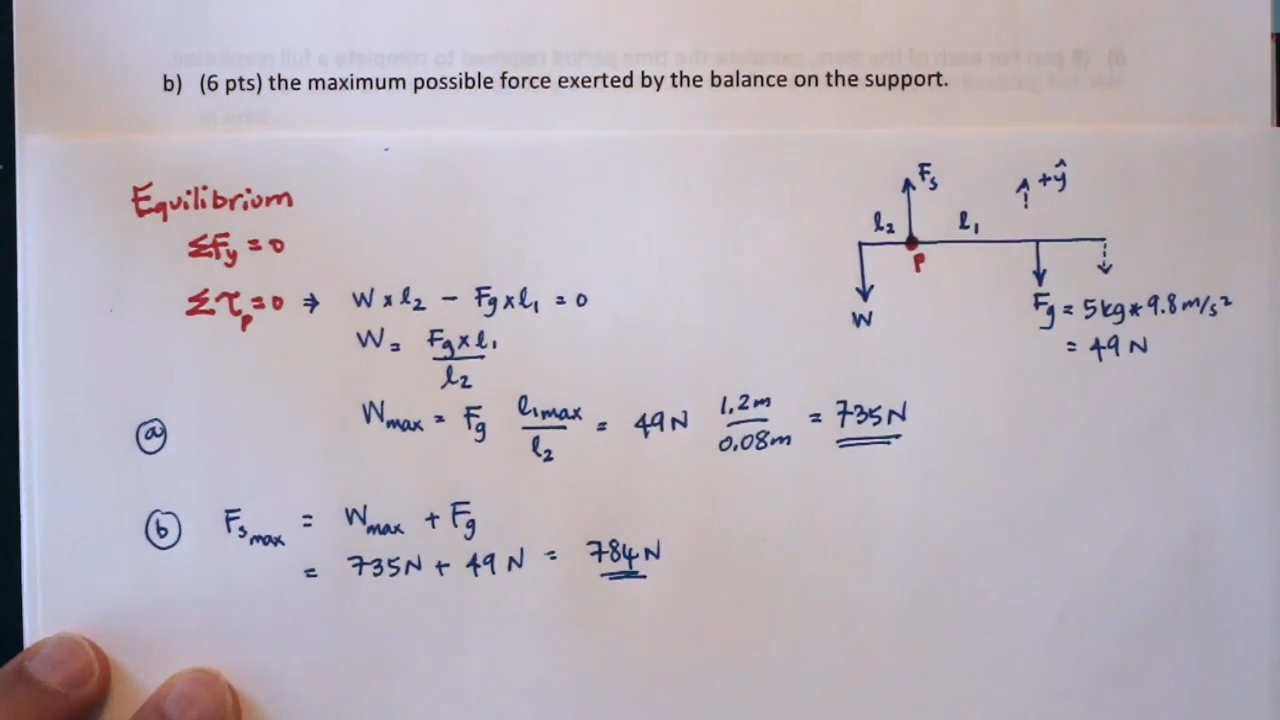 b) (6 pts) the maximum possible force exerted by the balance on the support.
Equilibrium
ΣFy = 0
Στp = 0 ⇒ W x l2 - Fg x l1 = 0
W = Fg x l1
l2
(a) Wmax = Fg l1max / l2 = 49 N 1.2m / 0.08m = 735N
(b) Fsmax = Wmax + Fg
= 735N + 49 N = 784 N
Fs
+ŷ
l2
l1
P
W
Fg = 5kg * 9.8 m/s²
= 49 N